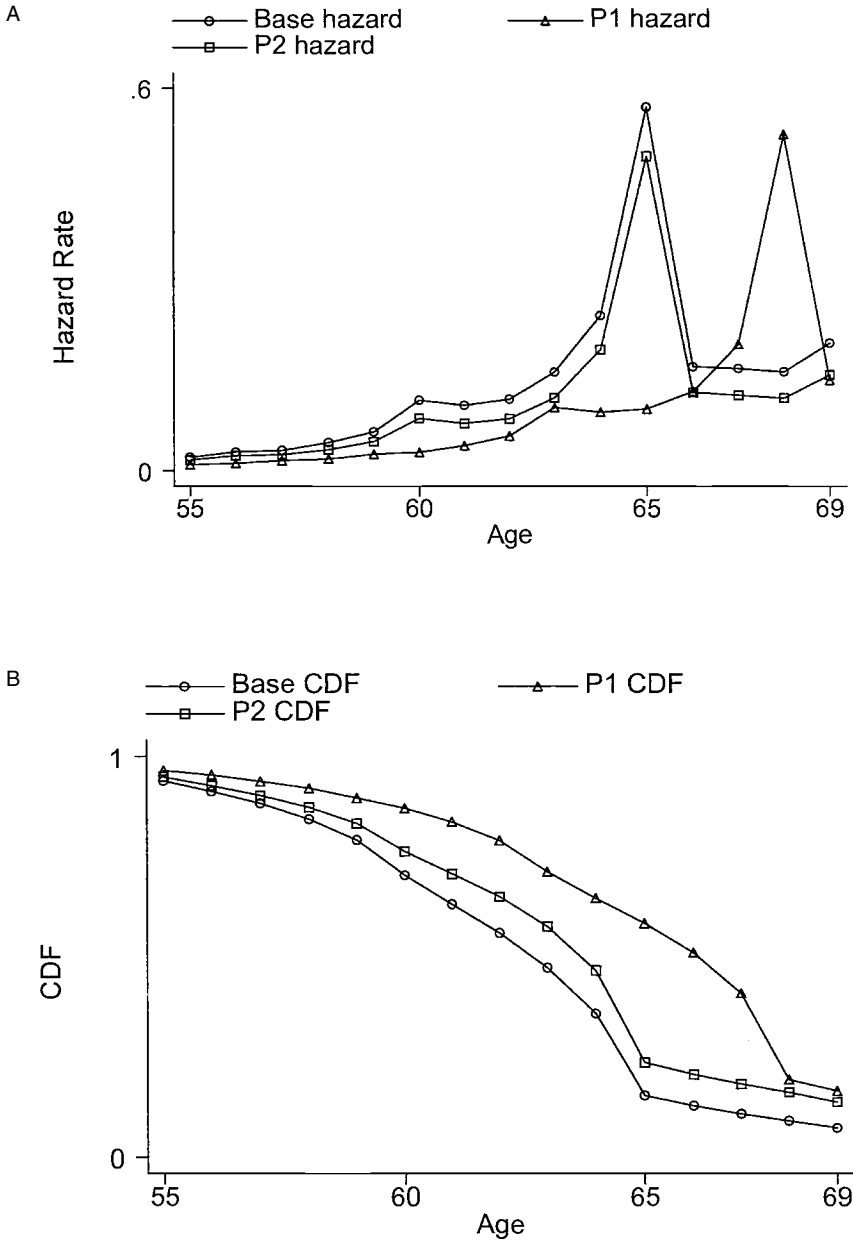 A
Base hazard
P1 hazard
P2 hazard
.6
Hazard Rate
0
55
60
65
69
Age
B
Base CDF
P1 CDF
P2 CDF
1
CDF
0
55
60
65
69
Age